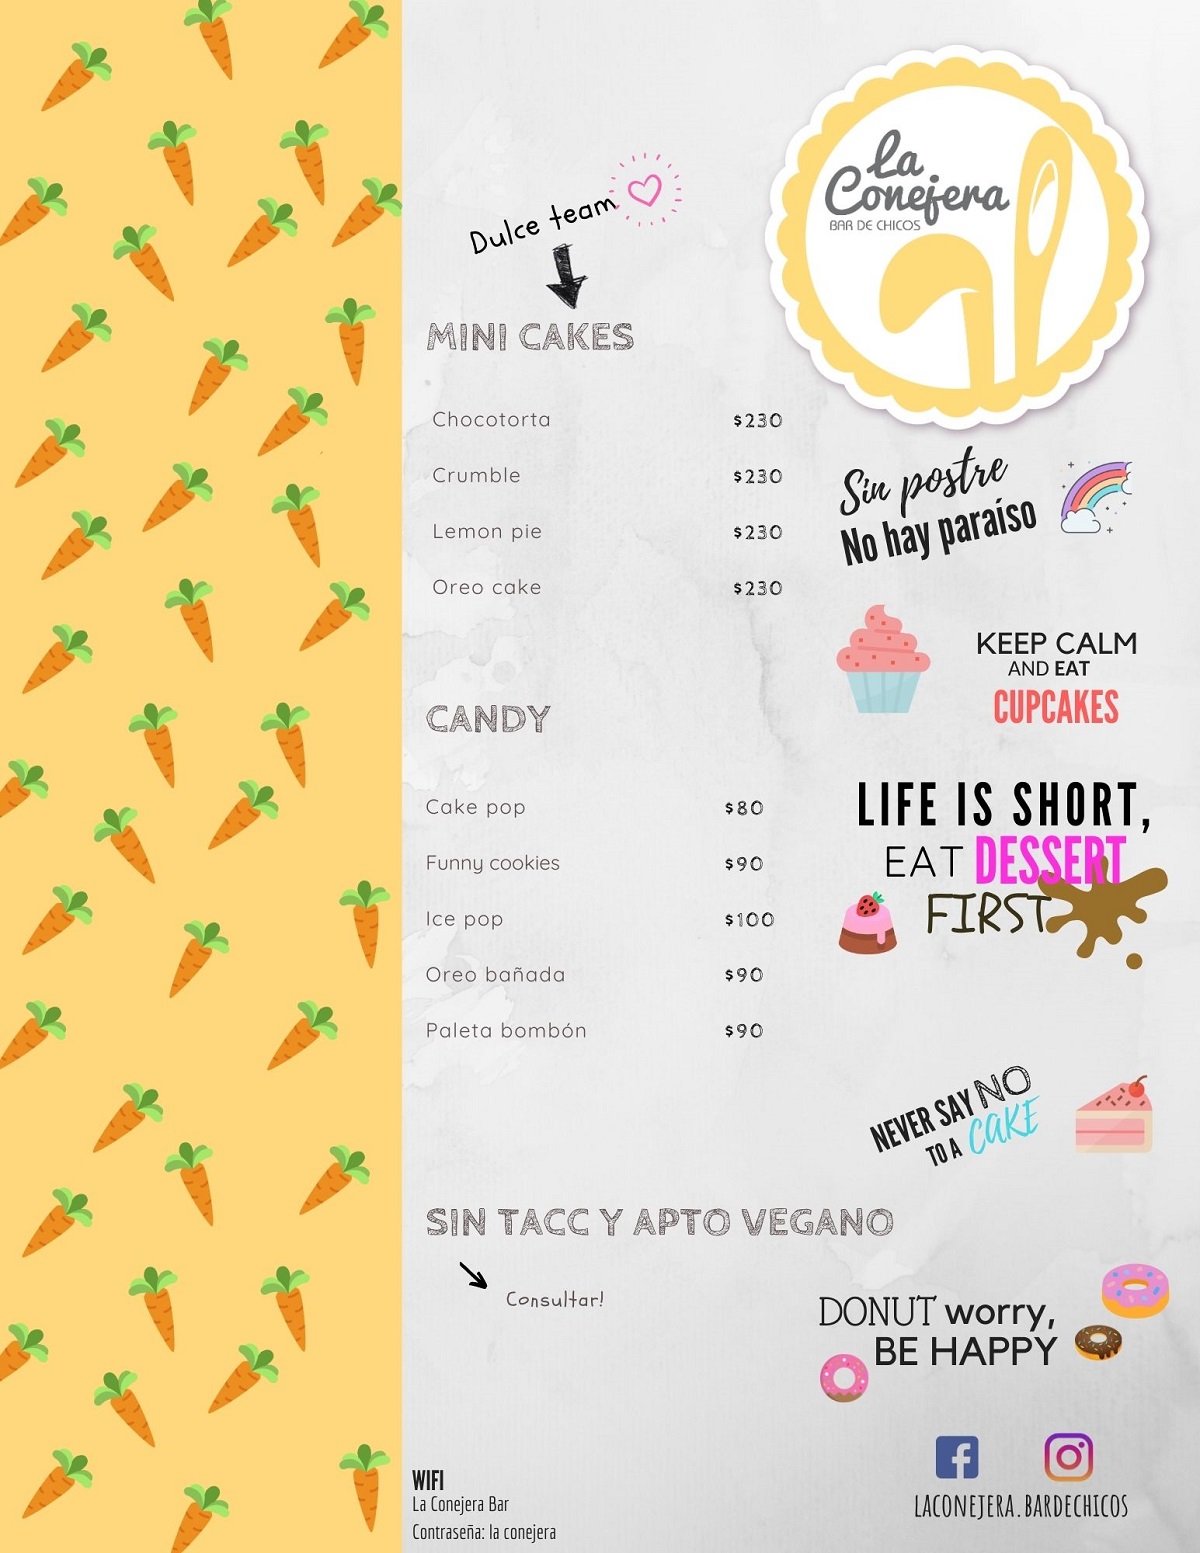 La
Conejera
BAR DE CHICOS
Dulce team
MINI CAKES
Chocotorta $230
Crumble $230
Lemon pie $230
Oreo cake $230
CANDY
Cake pop $80
Funny cookies $90
Ice pop $100
Oreo bañada $90
Paleta bombón $90
SIN TACC Y APTO VEGANO
Consultar!
Sin postre
No hay paraíso
KEEP CALM
AND EAT
CUPCAKES
LIFE IS SHORT,
EAT DESSERT
FIRST
NEVER SAY NO
TO A CAKE
DONUT worry,
BE HAPPY
LACONEJERA.BARDECHICOS
WIFI
La Conejera Bar
Contraseña: la conejera